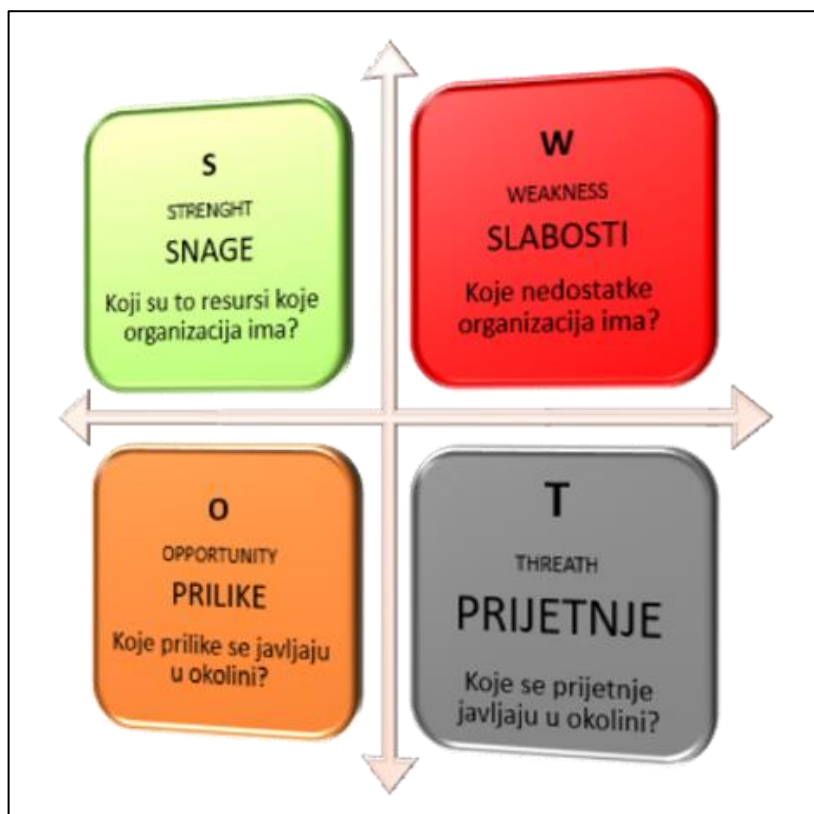 S
STRENGHT
SNAGE
Koji su to resursi koje
organizacija ima?
W
WEAKNESS
SLABOSTI
Koje nedostatke
organizacija ima?
O
OPPORTUNITY
PRILIKE
Koje prilike se javljaju
u okolini?
T
THREATH
PRIJETNJE
Koje se prijetnje
javljaju u okolini?